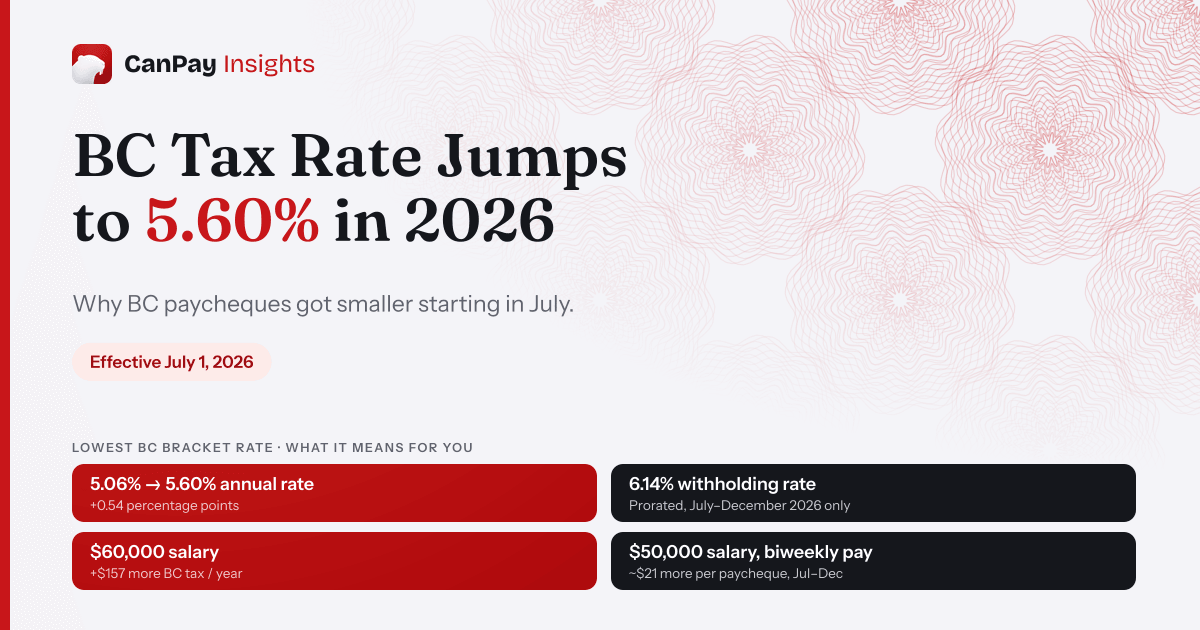 CanPay Insights
BC Tax Rate Jumps
to 5.60% in 2026
Why BC paycheques got smaller starting in July.
Effective July 1, 2026
LOWEST BC BRACKET RATE · WHAT IT MEANS FOR YOU
5.06% → 5.60% annual rate
+0.54 percentage points
6.14% withholding rate
Prorated, July–December 2026 only
$60,000 salary
+$157 more BC tax / year
$50,000 salary, biweekly pay
~$21 more per paycheque, Jul–Dec